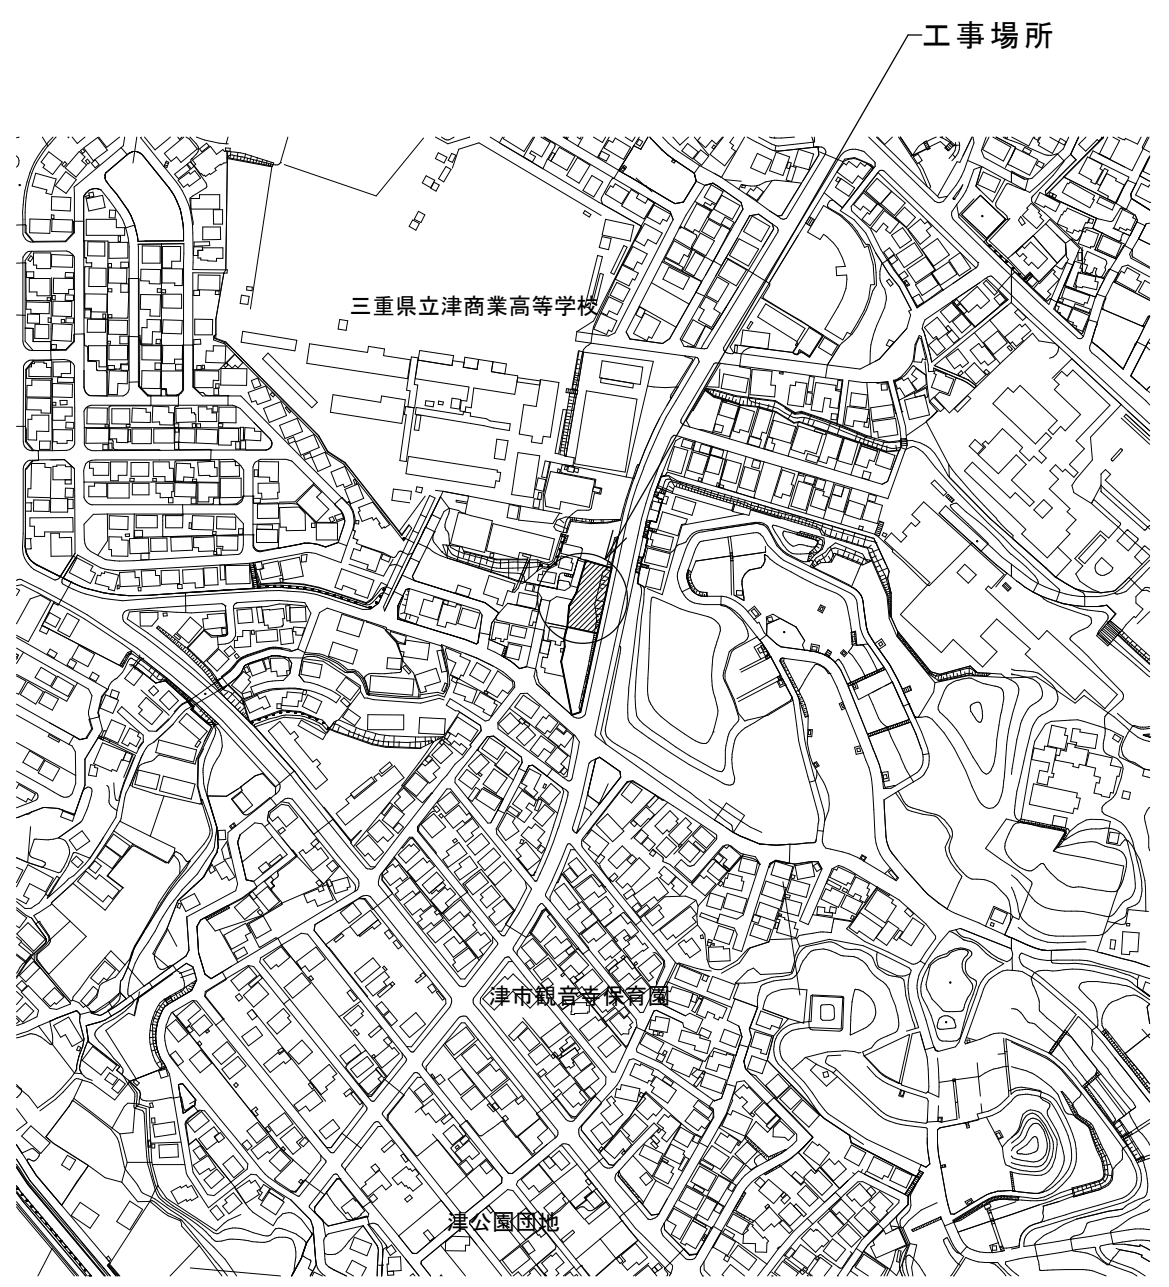 工事場所
三重県立津商業高等学校
津市観音寺保育園
津公園団地